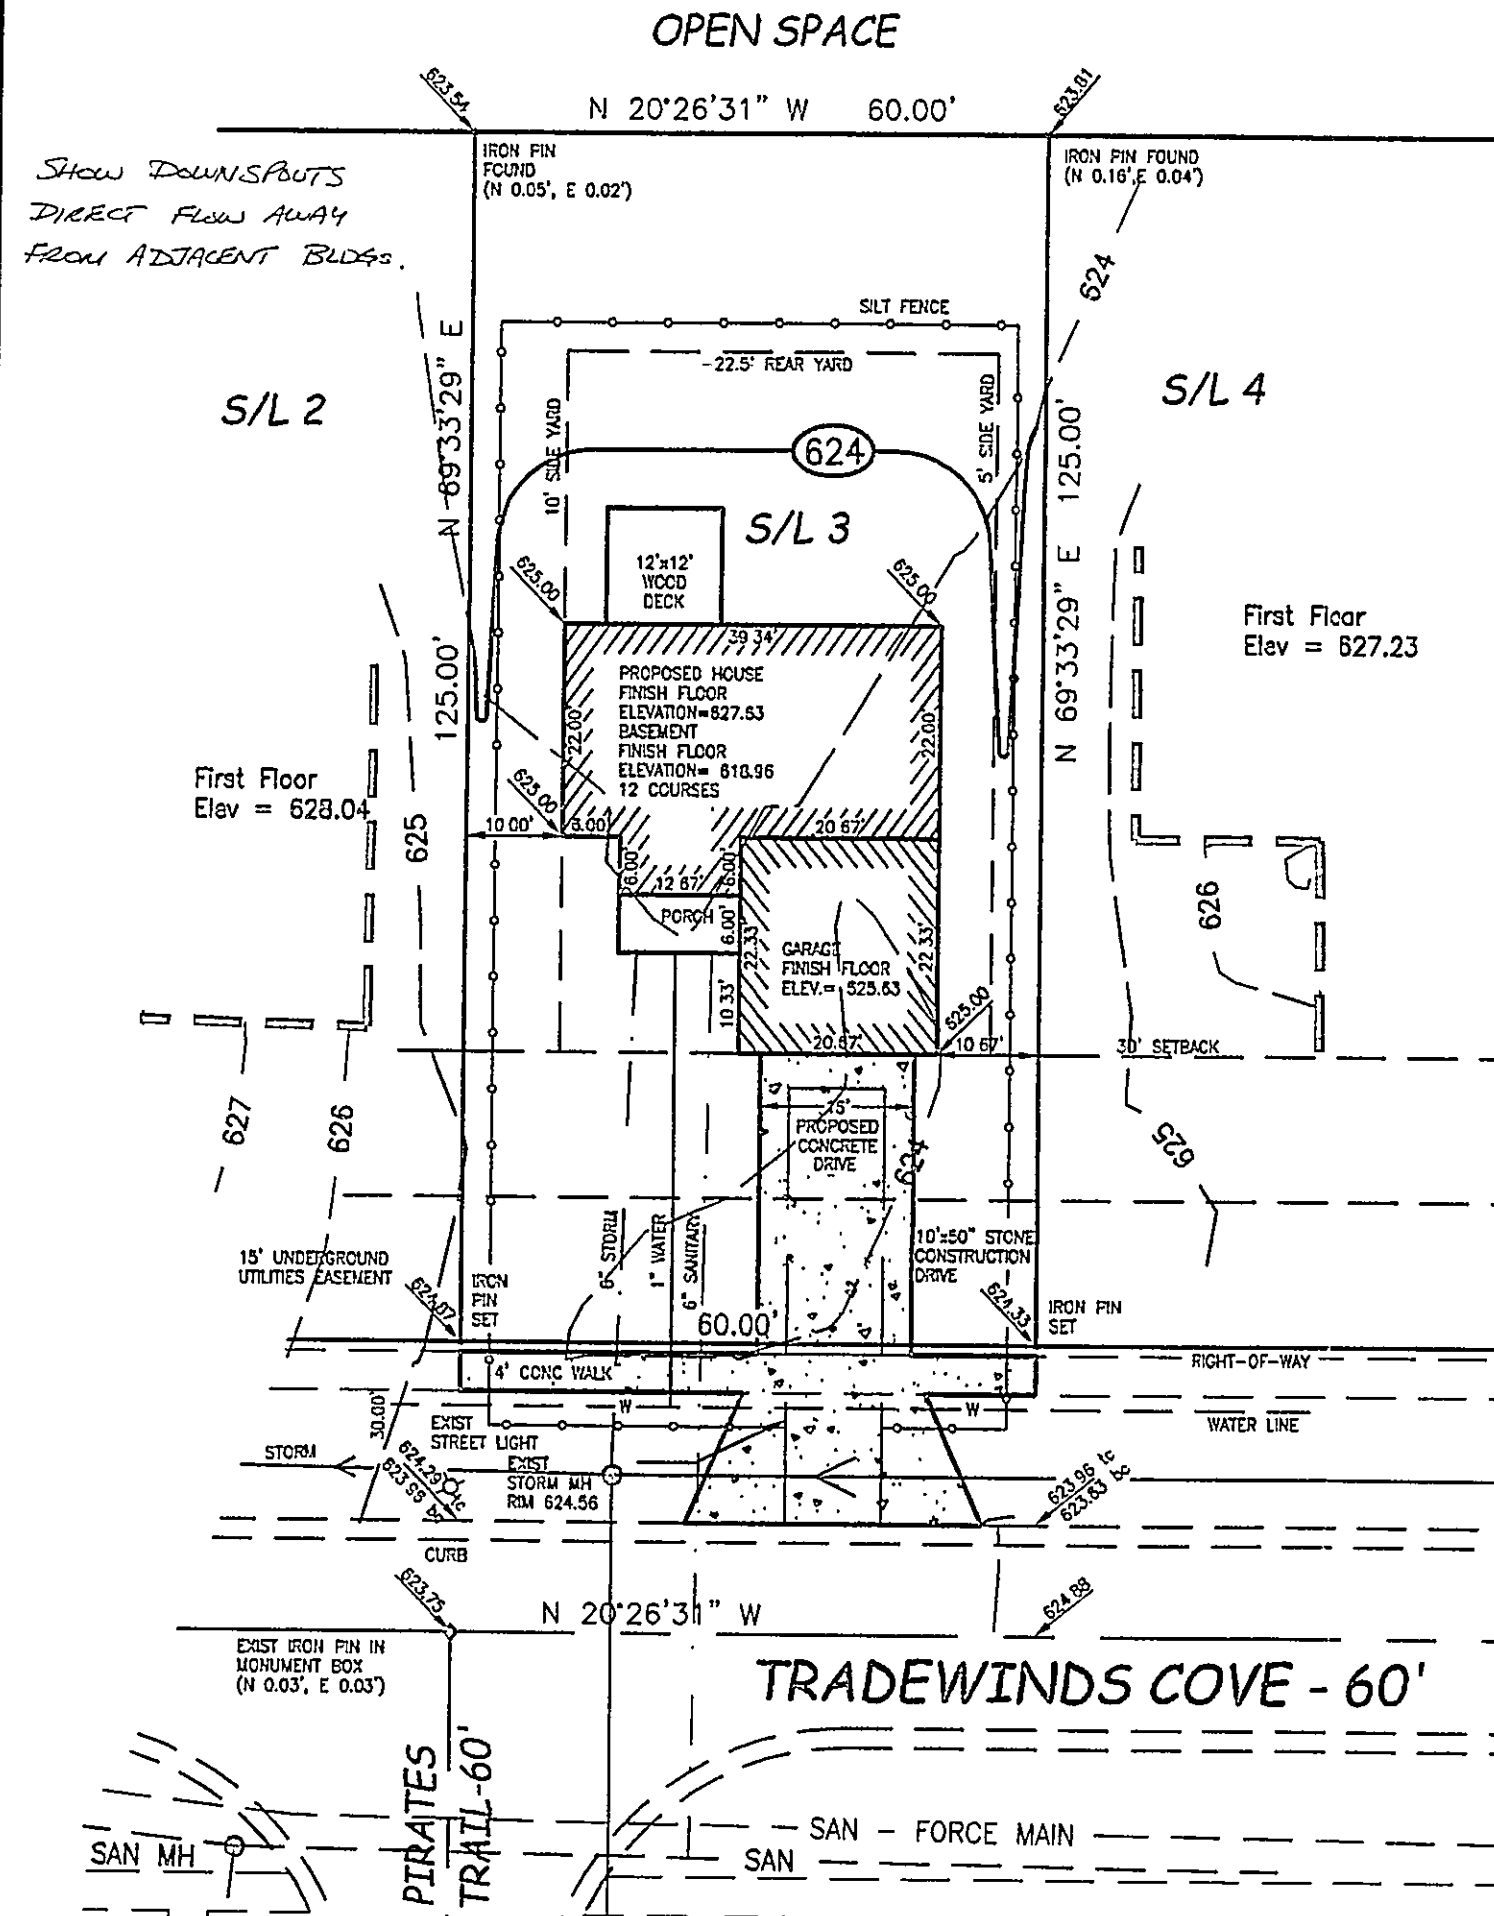 OPEN SPACE
623.54
N 20°26'31" W 60.00'
623.81
IRON PIN
FOUND
(N 0.05', E 0.02')
IRON PIN FOUND
(N 0.16', E 0.04')
SHOW DOWNSPOUTS
DIRECT FLOW AWAY
FROM ADJACENT BLDGS.
624
SILT FENCE
-22.5' REAR YARD
N 69°33'29" E
125.00'
S/L 2
10' SIDE YARD
624
5' SIDE YARD
125.00'
N 69°33'29" E
S/L 4
S/L 3
12'x12'
WOOD
DECK
625.00
625.00
39.34'
PROPOSED HOUSE
FINISH FLOOR
ELEVATION=627.63
BASEMENT
FINISH FLOOR
ELEVATION= 618.96
12 COURSES
22.00'
22.00'
First Floor
Elev = 627.23
First Floor
Elev = 628.04
625.00
625
10.00'
6.00'
20.67'
6.00'
12.67'
6.00'
PORCH
6.00'
22.33'
22.33'
10.33'
GARAGE
FINISH FLOOR
ELEV.= 625.63
626
625.00
20.67'
10.67'
30' SETBACK
627
626
15'
PROPOSED
CONCRETE
DRIVE
624
625
15' UNDERGROUND
UTILITIES EASEMENT
6" STORM
1" WATER
6" SANITARY
10'x50" STONE
CONSTRUCTION
DRIVE
624.07
IRON
PIN
SET
60.00'
624.33
IRON PIN
SET
4' CONC WALK
RIGHT-OF-WAY
30.00'
W
W
WATER LINE
EXIST
STREET LIGHT
STORM
EXIST
STORM MH
RIM 624.56
624.29 tc
623.96 bc
623.96 tc
623.63 bc
CURB
623.75
N 20°26'31" W
624.88
EXIST IRON PIN IN
MONUMENT BOX
(N 0.03', E 0.03')
TRADEWINDS COVE - 60'
PIRATES
TRAIL-60'
SAN MH
SAN - FORCE MAIN
SAN